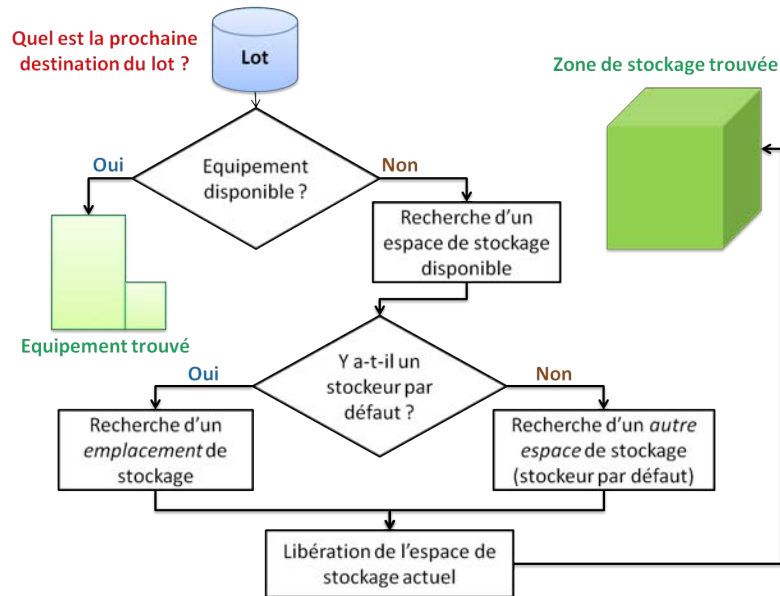 Quel est la prochaine
destination du lot ?
Lot
Zone de stockage trouvée
Oui
Equipement
disponible ?
Non
Recherche d’un
espace de stockage
disponible
Equipement trouvé
Oui
Y a-t-il un
stockeur par
défaut ?
Non
Recherche d’un
emplacement de
stockage
Recherche d’un autre
espace de stockage
(stockeur par défaut)
Libération de l’espace de
stockage actuel